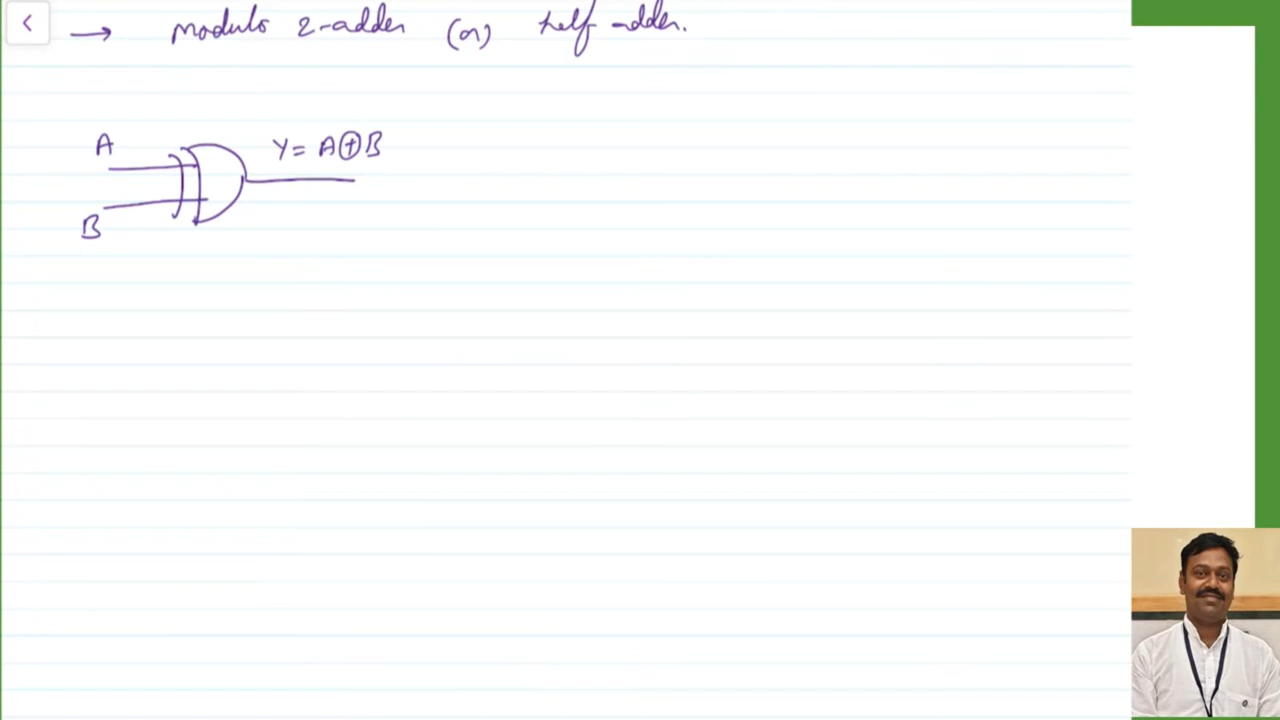 → modulo 2-adder (or) half adder.
A
Y = A⊕B
B